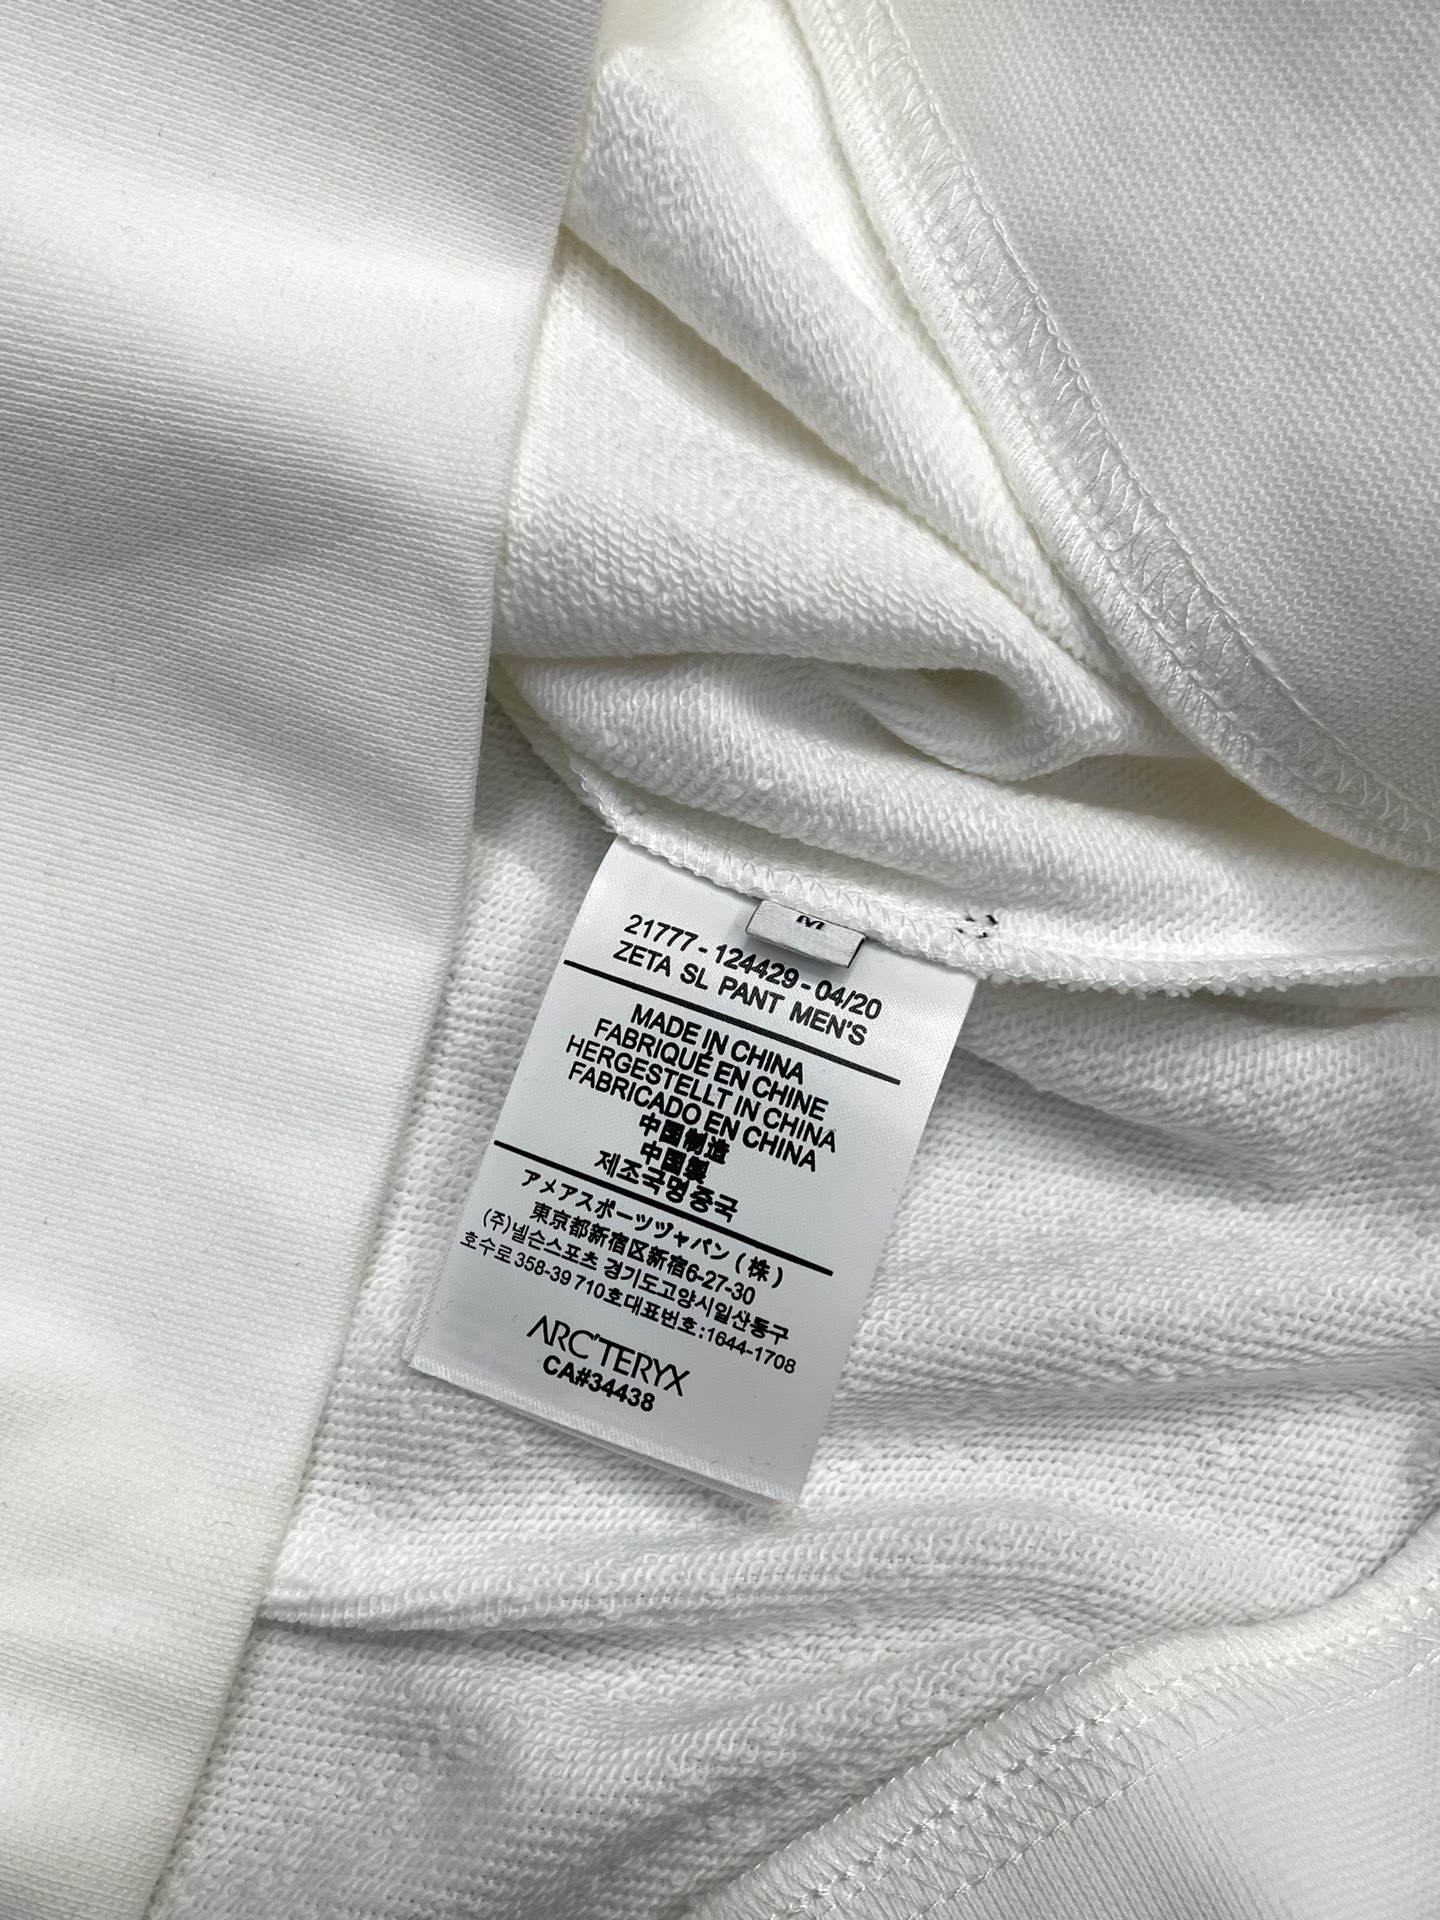 M
21777 - 124429 - 04/20
ZETA SL PANT MEN'S
MADE IN CHINA
FABRIQUÉ EN CHINE
HERGESTELLT IN CHINA
FABRICADO EN CHINA
中国制造
中国製
제조국명 중국
アメアスポーツジャパン (株)
東京都新宿区新宿6-27-30
(주)넬슨스포츠 경기도고양시일산동구
호수로 358-39 710호대표번호:1644-1708
ARC'TERYX
CA#34438